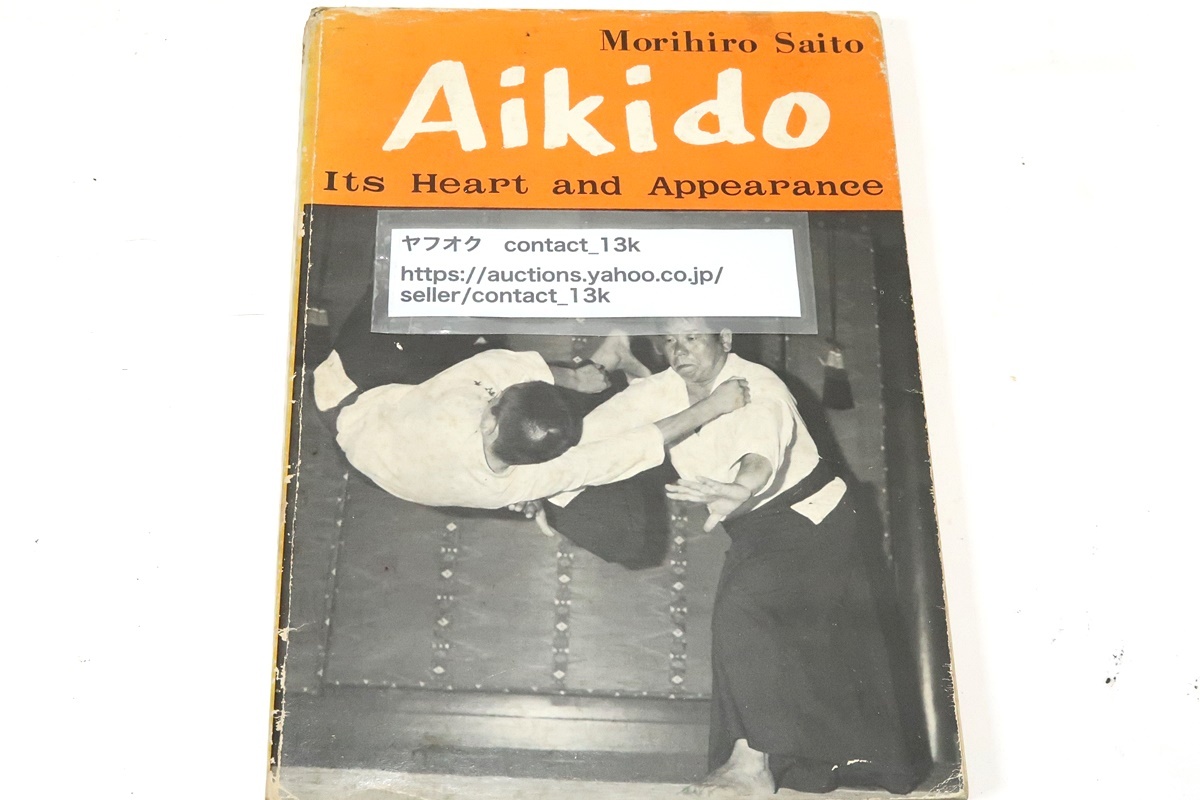 Morihiro Saito
Aikido
Its Heart and Appearance
ヤフオク　contact_13k
https://auctions.yahoo.co.jp/
seller/contact_13k